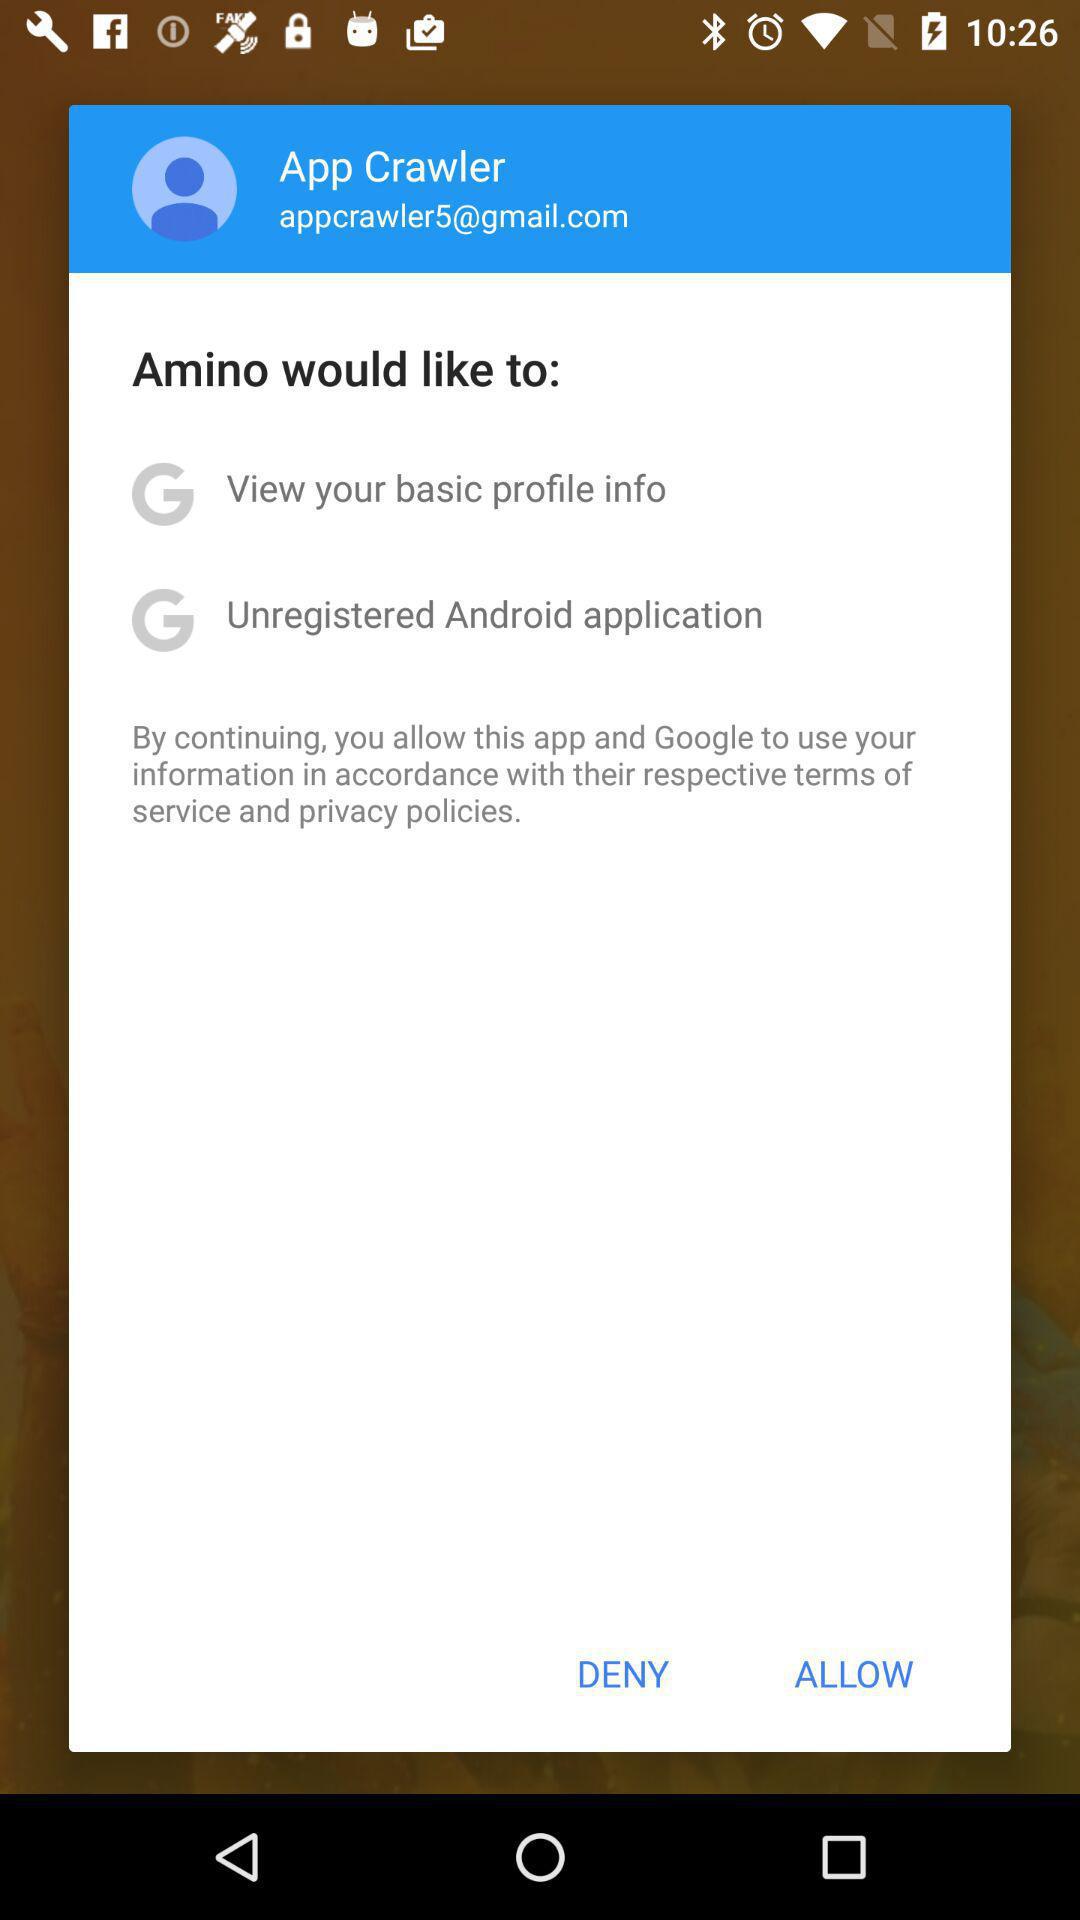 FAKE
10:26
App Crawler
appcrawler5@gmail.com
Amino would like to:
View your basic profile info
Unregistered Android application
By continuing, you allow this app and Google to use your
information in accordance with their respective terms of
service and privacy policies.
DENY ALLOW